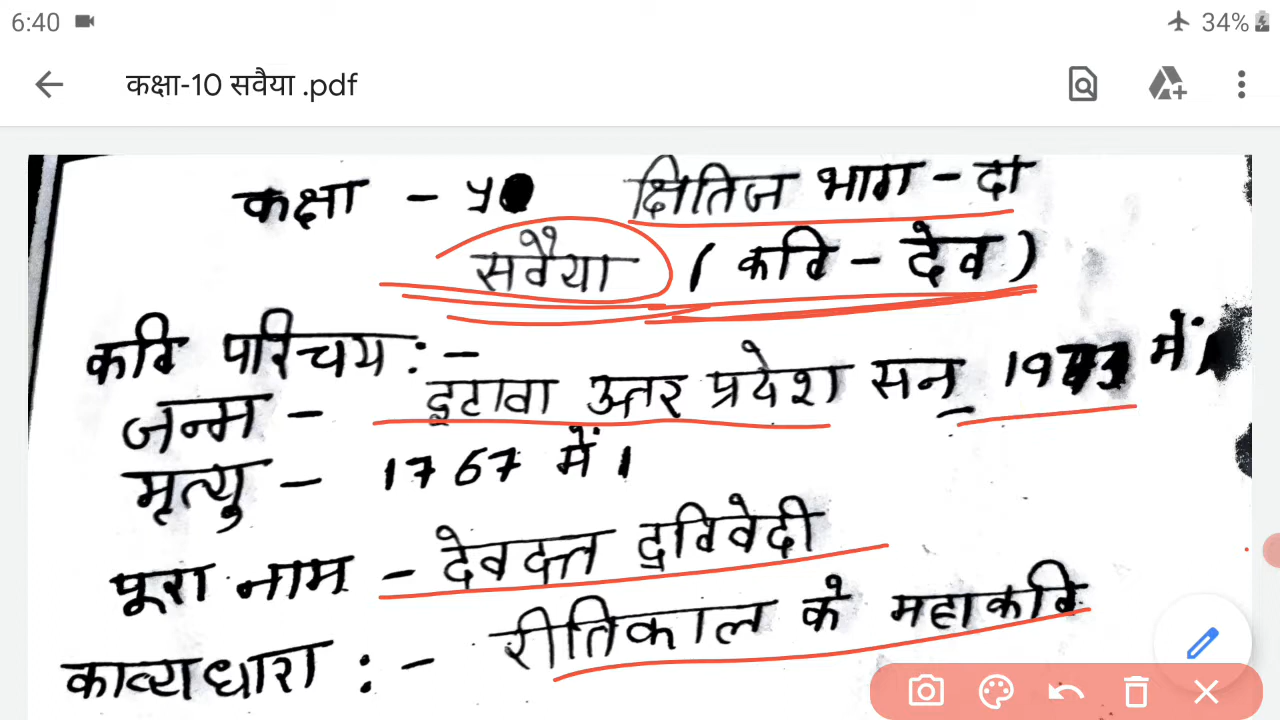 6:40 34%
कक्षा-10 सवैया .pdf
कक्षा - क्षितिज भाग - दो
सवैया ( कवि - देव )
कवि परिचय : -
जन्म - इटावा उत्तर प्रदेश सन् में।
मृत्यु - 1767 में।
पूरा नाम - देवदत्त द्विवेदी
काव्यधारा : - रीतिकाल के महाकवि